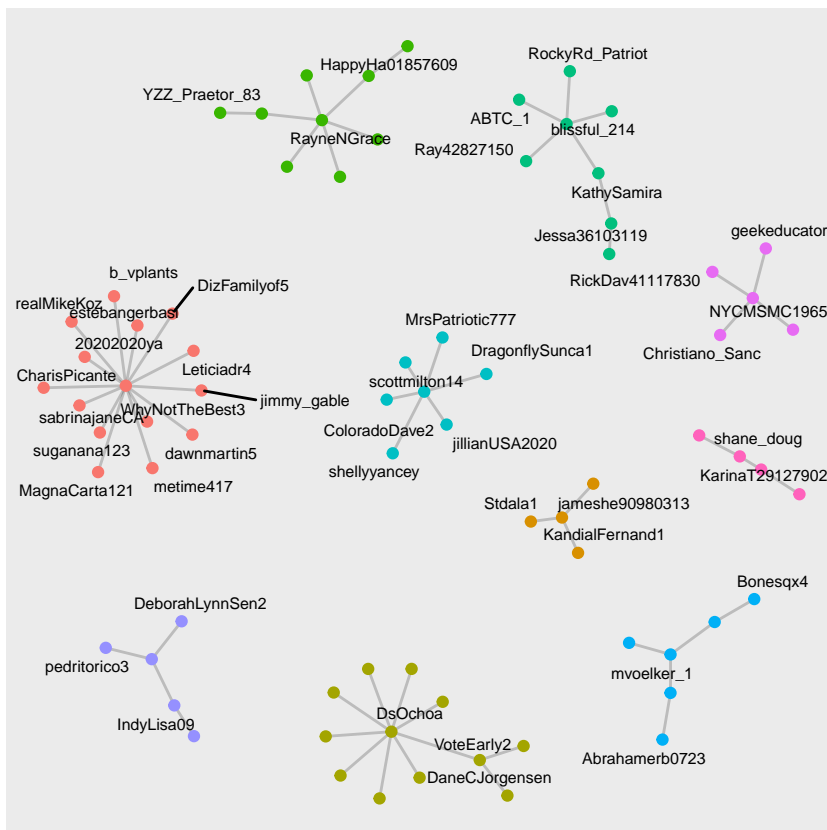 RockyRd_Patriot
HappyHa01857609
YZZ_Praetor_83
ABTC_1
blissful_214
RayneNGrace
Ray42827150
KathySamira
geekeducator
Jessa36103119
b_vplants
DizFamilyof5
RickDav41117830
realMikeKoz
estebangerbasi
NYCMSMC1965
MrsPatriotic777
20202020ya
DragonflySunca1
Christiano_Sanc
CharisPicante
Leticiadr4
scottmilton14
jimmy_gable
sabrinajaneCA
WhyNotTheBest3
ColoradoDave2
jillianUSA2020
shane_doug
suganana123
dawnmartin5
shellyyancey
KarinaT29127902
MagnaCarta121
metime417
Stdala1
jameshe90980313
KandialFernand1
Bonesqx4
DeborahLynnSen2
pedritorico3
mvoelker_1
IndyLisa09
DsOchoa
VoteEarly2
Abrahamerb0723
DaneCJorgensen